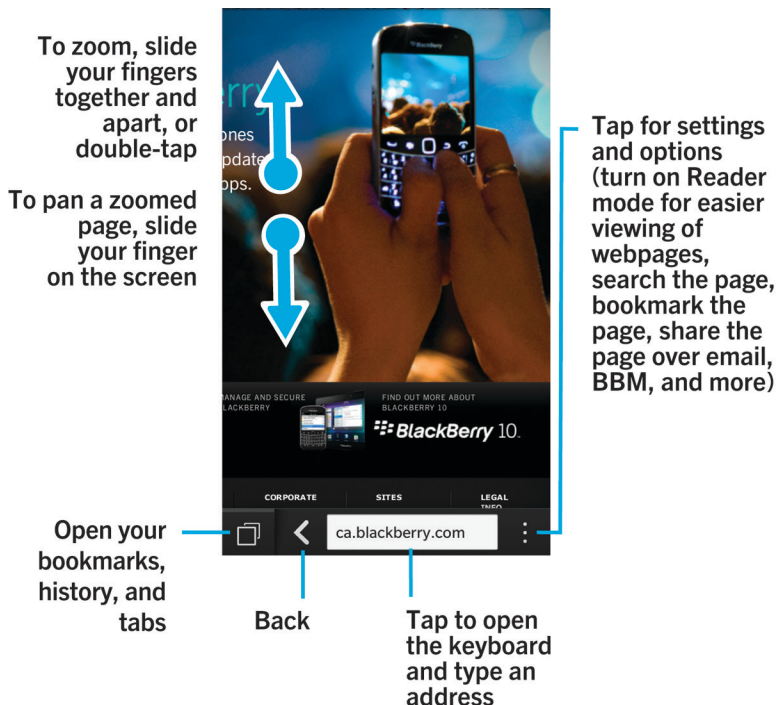 To zoom, slide
your fingers
together and
apart, or
double-tap
To pan a zoomed
page, slide
your finger
on the screen
BlackBerry
erry
ones
pdate
ops.
Tap for settings
and options
(turn on Reader
mode for easier
viewing of
webpages,
search the page,
bookmark the
page, share the
page over email,
BBM, and more)
MANAGE AND SECURE
BLACKBERRY
FIND OUT MORE ABOUT
BLACKBERRY 10
BlackBerry 10.
CORPORATE
SITES
LEGAL
INFO
ca.blackberry.com
Open your
bookmarks,
history, and
tabs
Back
Tap to open
the keyboard
and type an
address